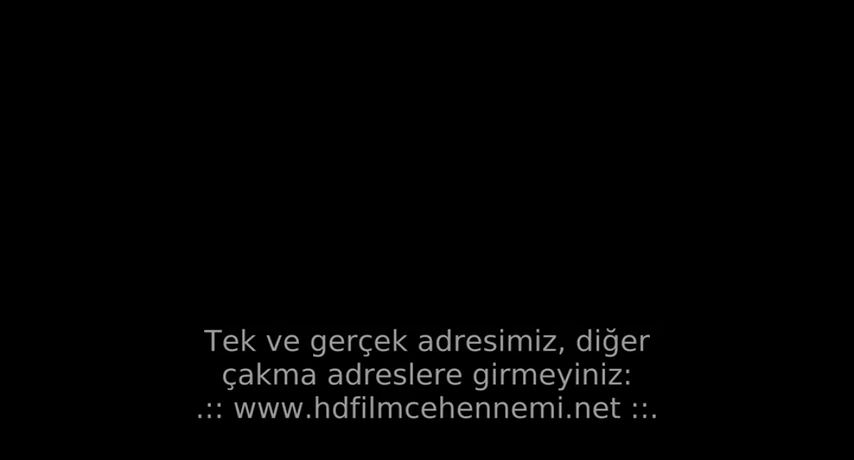 Tek ve gerçek adresimiz, diğer
çakma adreslere girmeyiniz:
.:: www.hdfilmcehennemi.net ::.